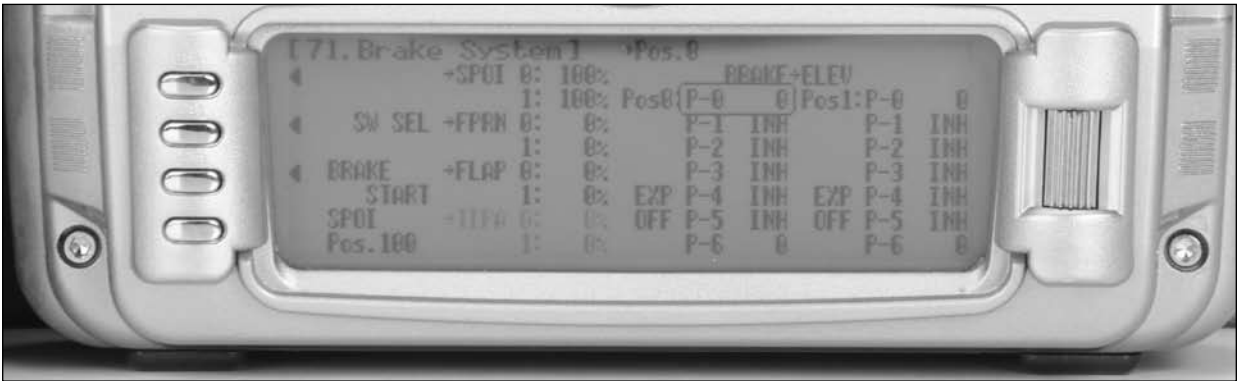 [71.Brake System] →Pos.0
→SPOI 0: 100% BRAKE→ELEV
1: 100% Pos0 P-0 0 Pos1:P-0 0
SW SEL →FPRN 0: 0% P-1 INH P-1 INH
1: 0% P-2 INH P-2 INH
BRAKE →FLAP 0: 0% P-3 INH P-3 INH
START 1: 0% EXP P-4 INH EXP P-4 INH
SPOI 0: 0% OFF P-5 INH OFF P-5 INH
Pos.100 1: 0% P-6 0 P-6 0